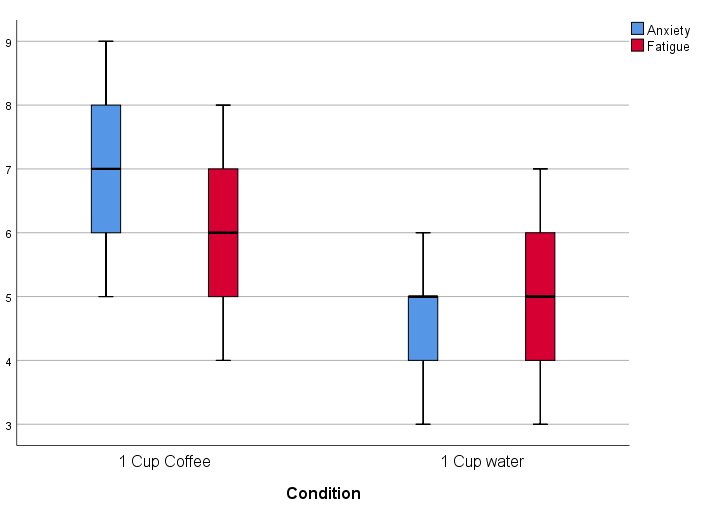 Anxiety
Fatigue
9
8
7
6
5
4
3
1 Cup Coffee
1 Cup water
Condition